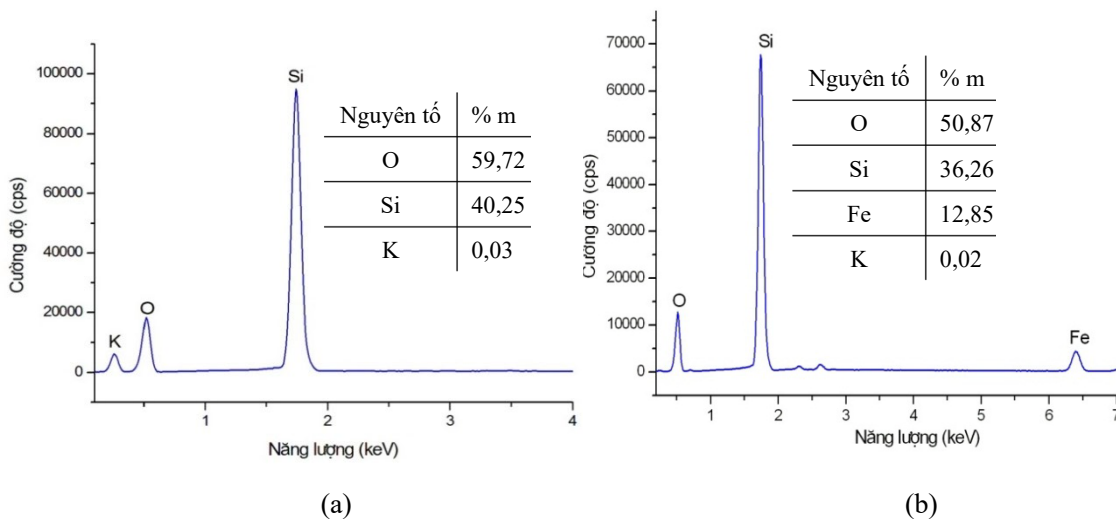 Cường độ (cps)
100000
80000
60000
40000
20000
0
K
O
Si
Nguyên tố % m
O 59,72
Si 40,25
K 0,03
1 2 3 4
Năng lượng (keV)
(a)
Cường độ (cps)
70000
60000
50000
40000
30000
20000
10000
0
O
Si
Fe
Nguyên tố % m
O 50,87
Si 36,26
Fe 12,85
K 0,02
1 2 3 4 5 6 7
Năng lượng (keV)
(b)